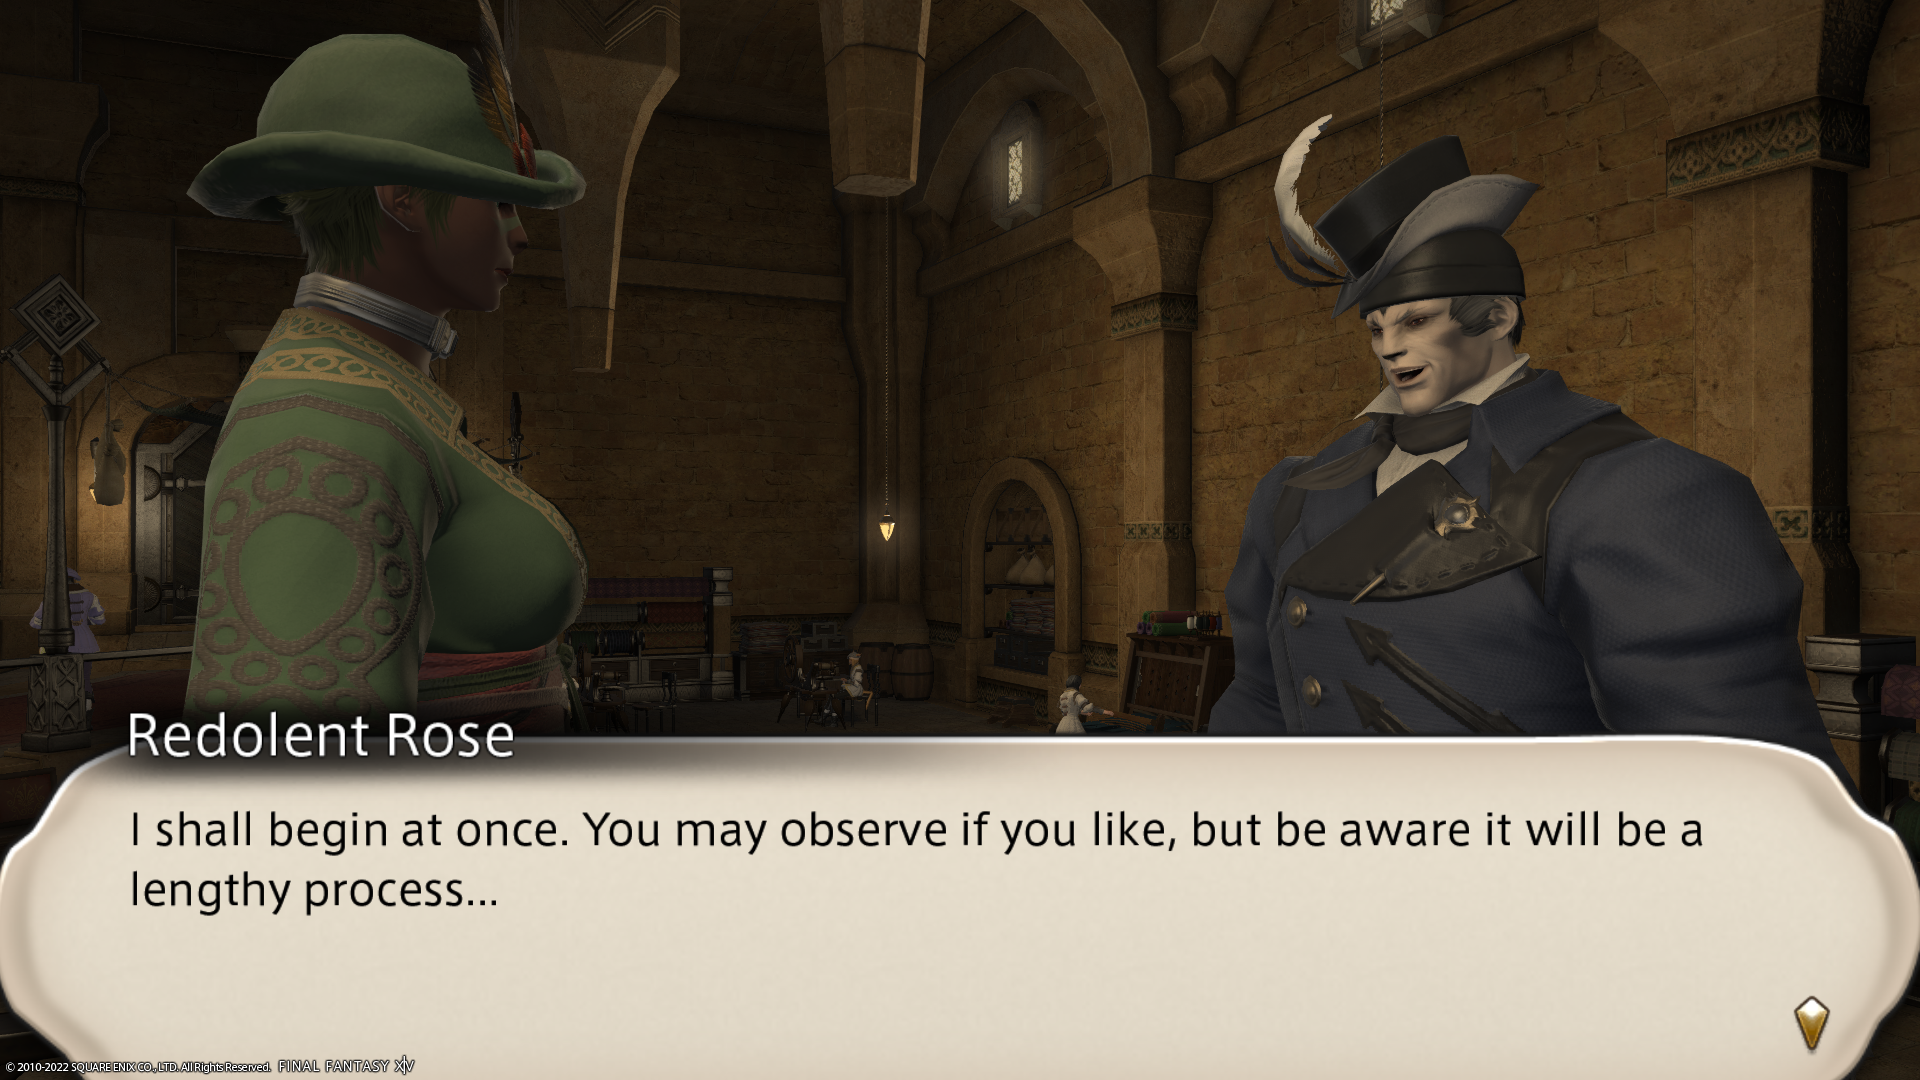 Redolent Rose
I shall begin at once. You may observe if you like, but be aware it will be a
lengthy process...
© 2010-2022 SQUARE ENIX CO., LTD. All Rights Reserved. FINAL FANTASY XIV